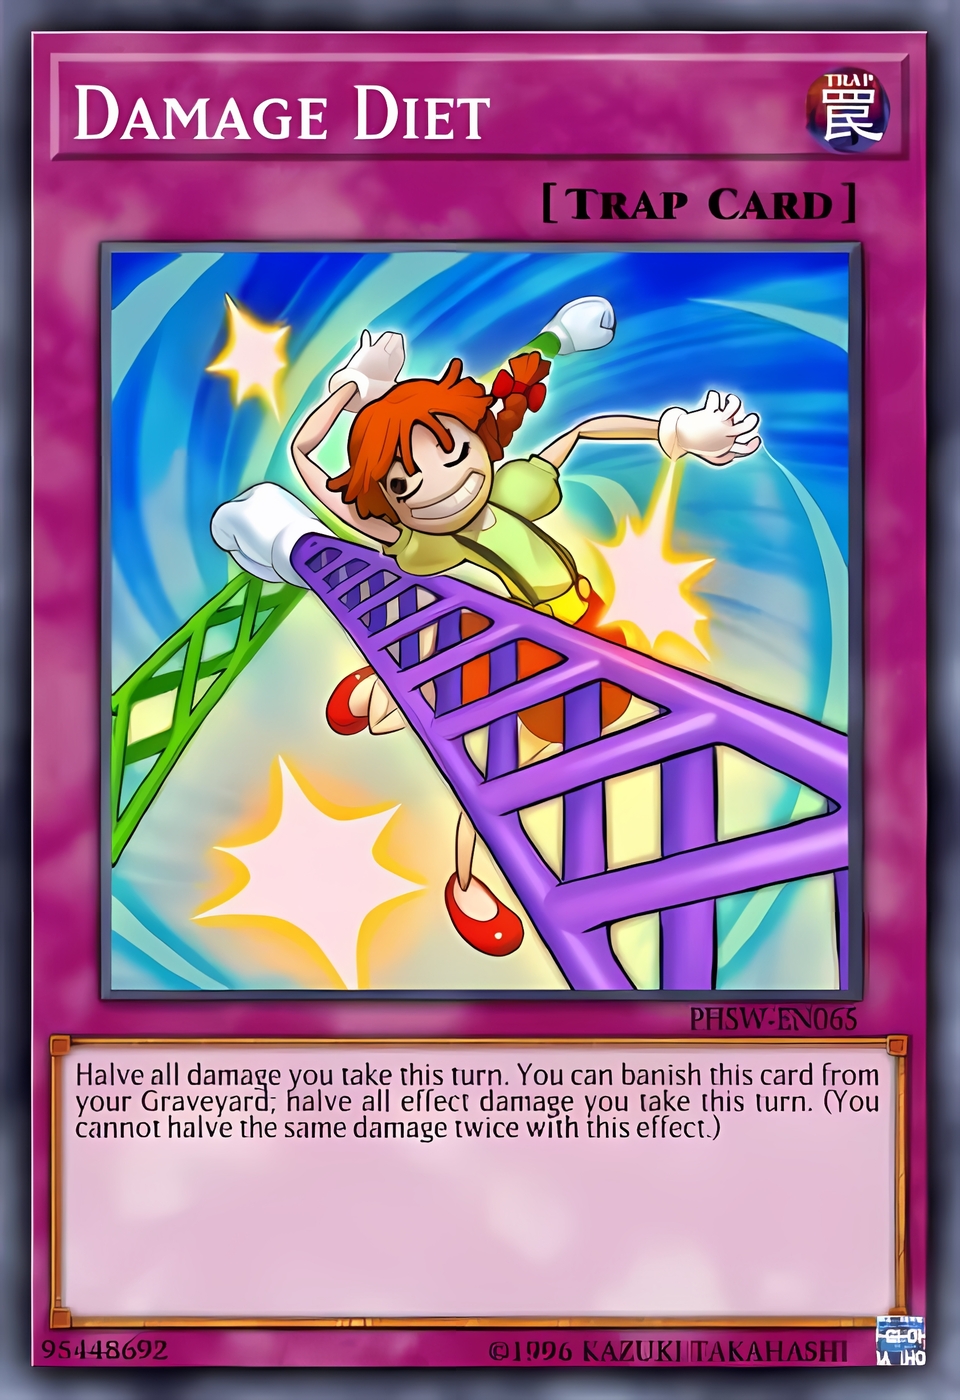 DAMAGE DIET
TRAP
罠
[TRAP CARD]
PHSW-EN065
Halve all damage you take this turn. You can banish this card from
your Graveyard; halve all effect damage you take this turn. (You
cannot halve the same damage twice with this effect.)
95448692
©1996 KAZUKI TAKAHASHI